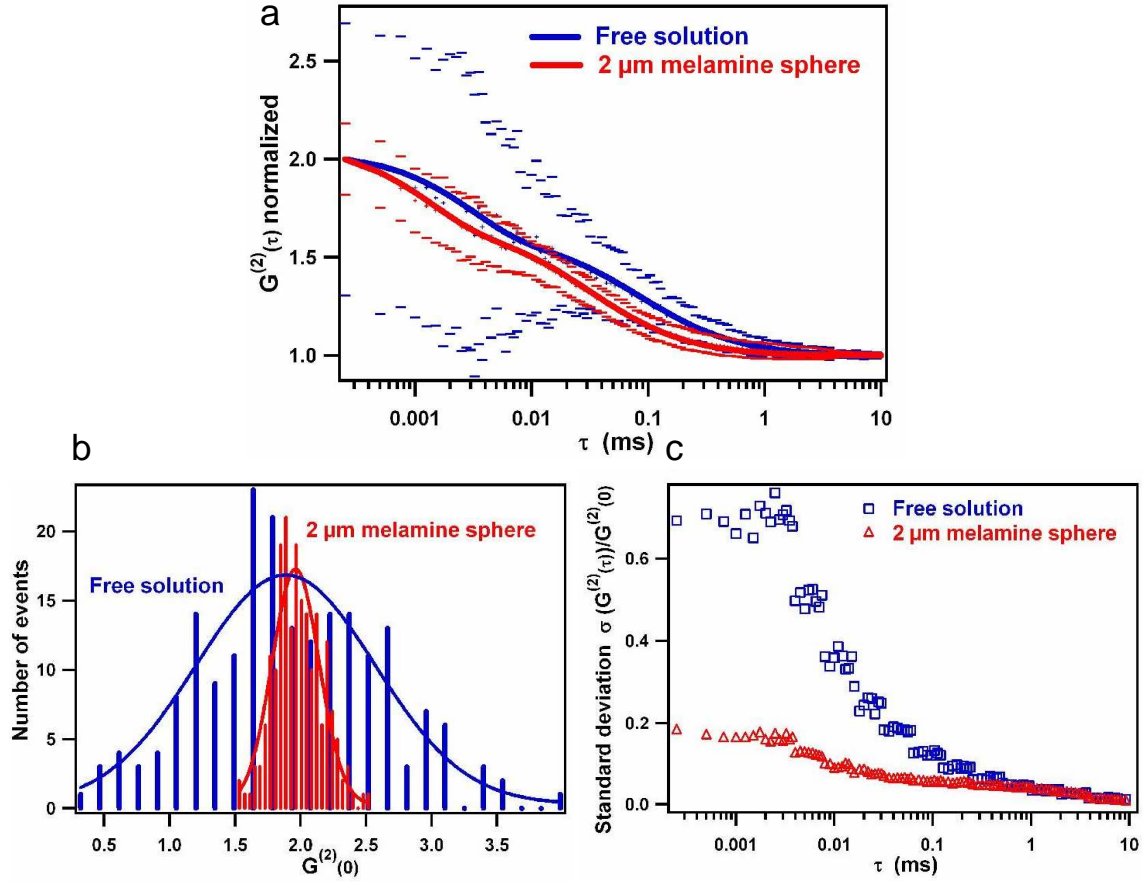 a
Free solution
2 µm melamine sphere
G(2)(τ) normalized
2.5
2.0
1.5
1.0
0.001 0.01 0.1 1 10
τ (ms)
b
2 µm melamine sphere
Free solution
Number of events
20
15
10
5
0
0.5 1.0 1.5 2.0 2.5 3.0 3.5
G(2)(0)
c
Free solution
2 µm melamine sphere
Standard deviation σ (G(2)(τ))/G(2)(0)
0.6
0.4
0.2
0.0
0.001 0.01 0.1 1 10
τ (ms)